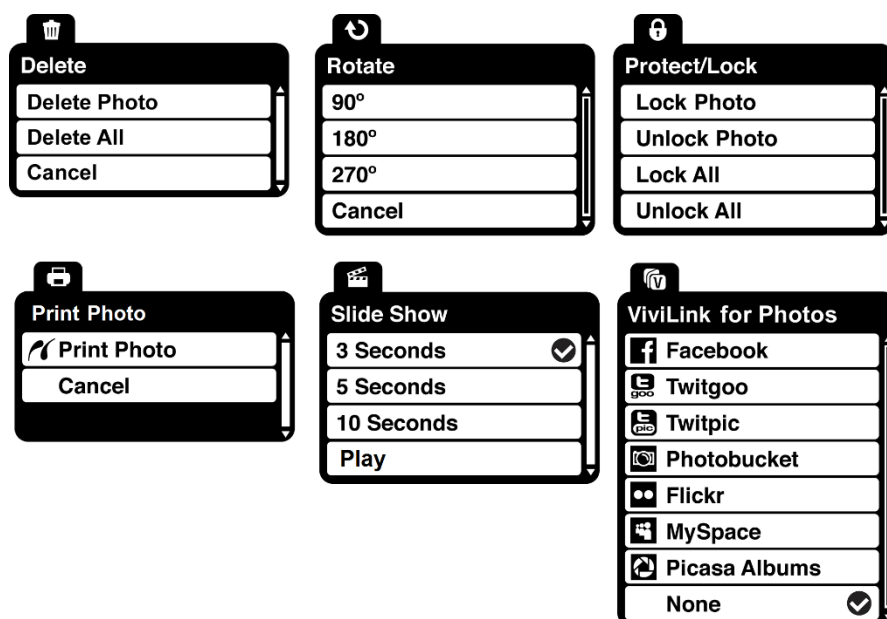 Delete
Delete Photo
Delete All
Cancel
Rotate
90º
180º
270º
Cancel
Protect/Lock
Lock Photo
Unlock Photo
Lock All
Unlock All
Print Photo
Print Photo
Cancel
Slide Show
3 Seconds
5 Seconds
10 Seconds
Play
V
ViviLink for Photos
f Facebook
t goo Twitgoo
t pic Twitpic
Photobucket
Flickr
MySpace
Picasa Albums
None